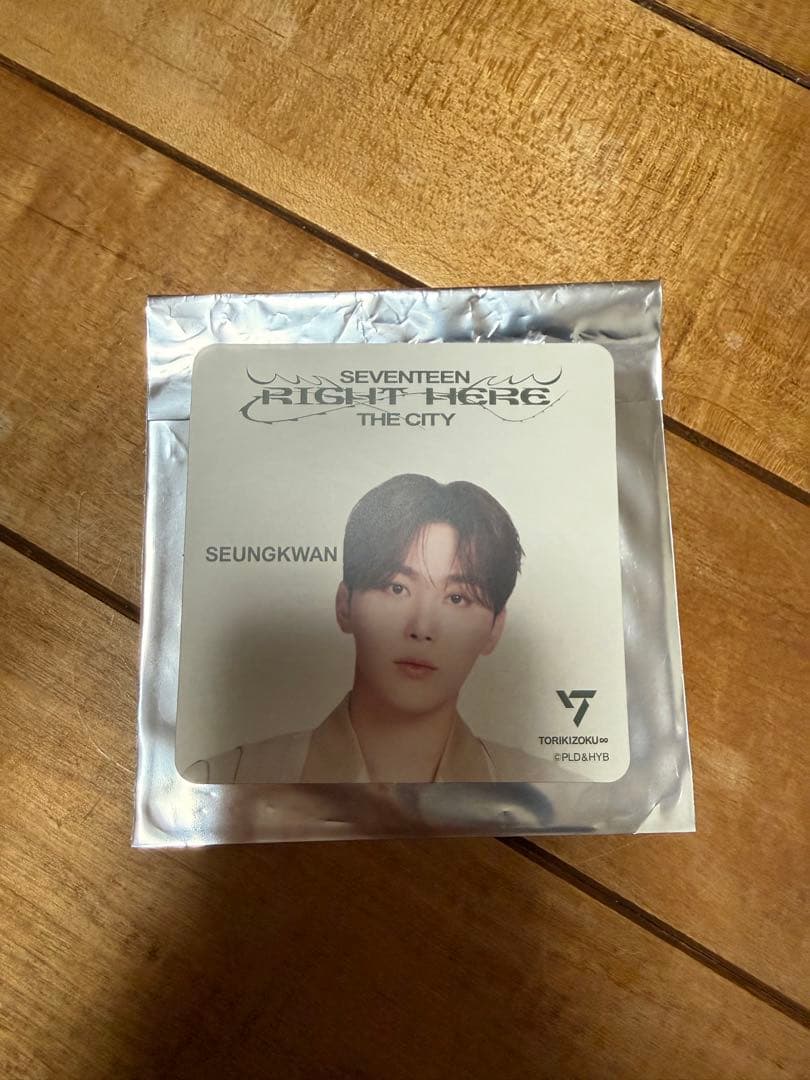 SEVENTEEN
RIGHT HERE
THE CITY
SEUNGKWAN
TORIKIZOKU∞
©PLD&HYB